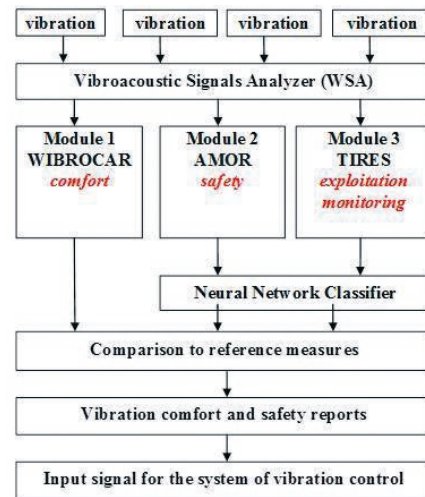 vibration vibration vibration vibration
Vibroacoustic Signals Analyzer (WSA)
Module 1
WIBROCAR
comfort
Module 2
AMOR
safety
Module 3
TIRES
exploitation
monitoring
Neural Network Classifier
Comparison to reference measures
Vibration comfort and safety reports
Input signal for the system of vibration control